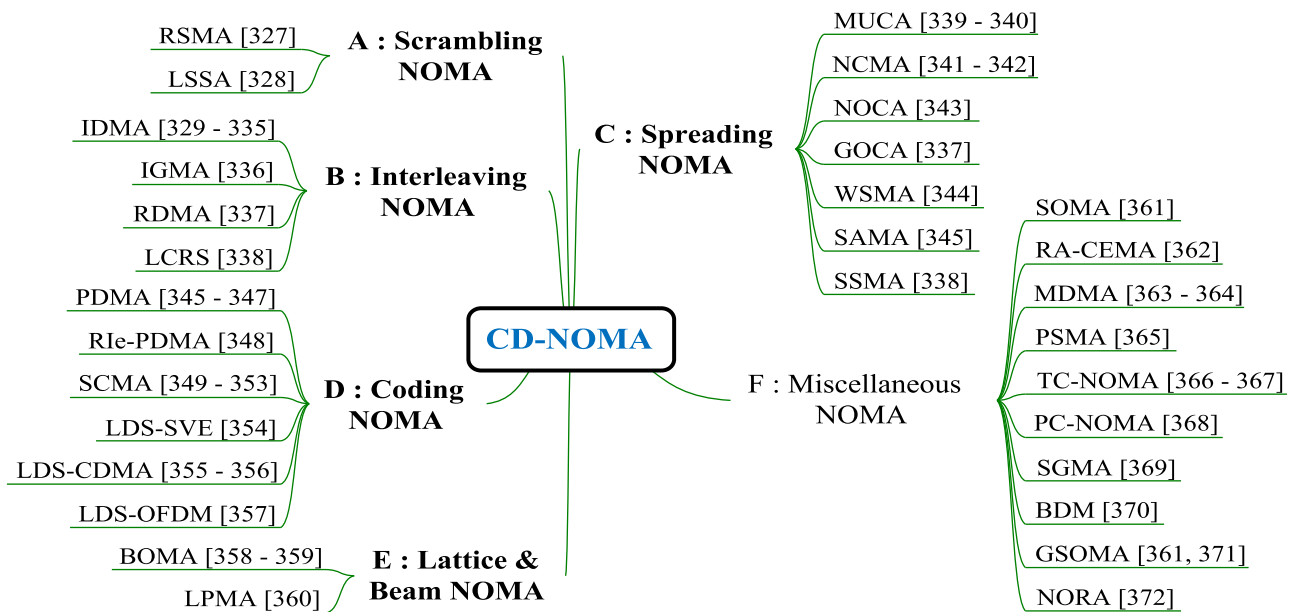 RSMA [327]
LSSA [328]
A : Scrambling
NOMA
IDMA [329 - 335]
IGMA [336]
RDMA [337]
LCRS [338]
B : Interleaving
NOMA
MUCA [339 - 340]
NCMA [341 - 342]
NOCA [343]
GOCA [337]
WSMA [344]
SAMA [345]
SSMA [338]
C : Spreading
NOMA
CD-NOMA
PDMA [345 - 347]
RIe-PDMA [348]
SCMA [349 - 353]
LDS-SVE [354]
LDS-CDMA [355 - 356]
LDS-OFDM [357]
D : Coding
NOMA
BOMA [358 - 359]
LPMA [360]
E : Lattice &
Beam NOMA
F : Miscellaneous
NOMA
SOMA [361]
RA-CEMA [362]
MDMA [363 - 364]
PSMA [365]
TC-NOMA [366 - 367]
PC-NOMA [368]
SGMA [369]
BDM [370]
GSOMA [361, 371]
NORA [372]